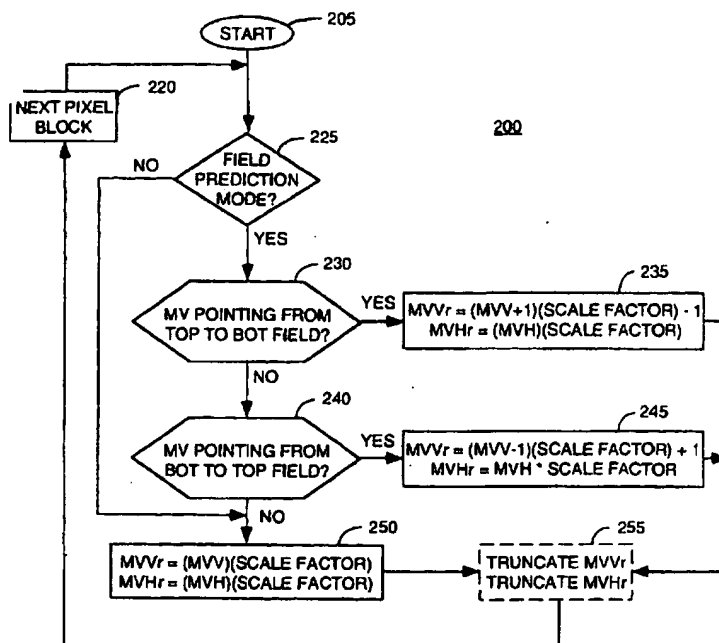 205
START
220
NEXT PIXEL
BLOCK
200
225
FIELD
PREDICTION
MODE?
NO
YES
230
MV POINTING FROM
TOP TO BOT FIELD?
YES
235
MVVr = (MVV+1)(SCALE FACTOR) - 1
MVHr = (MVH)(SCALE FACTOR)
NO
240
MV POINTING FROM
BOT TO TOP FIELD?
YES
245
MVVr = (MVV-1)(SCALE FACTOR) + 1
MVHr = MVH * SCALE FACTOR
NO
250
MVVr = (MVV)(SCALE FACTOR)
MVHr = (MVH)(SCALE FACTOR)
255
TRUNCATE MVVr
TRUNCATE MVHr